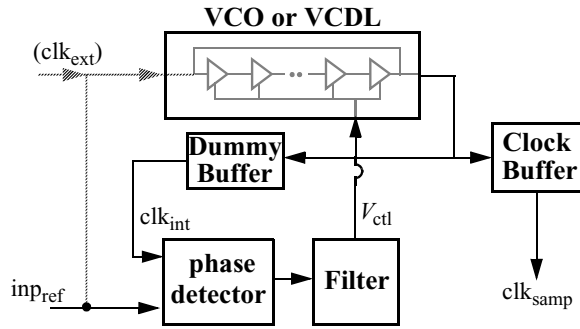 VCO or VCDL
(clk_ext)
Dummy
Buffer
Clock
Buffer
clk_int
V_ctl
phase
detector
Filter
inp_ref
clk_samp